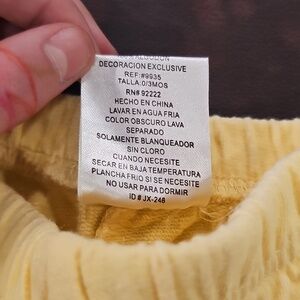 ALGODON
DECORACION EXCLUSIVE
REF:#9935
TALLA.0/3MOS
RN# 92222
HECHO EN CHINA
LAVAR EN AGUA FRIA
COLOR OBSCURO LAVA
SEPARADO
SOLAMENTE BLANQUEADOR
SIN CLORO
CUANDO NECESITE
SECAR EN BAJA TEMPERATURA
PLANCHA FRIO SI SE NECESITE
NO USAR PARA DORMIR
ID # JX-246